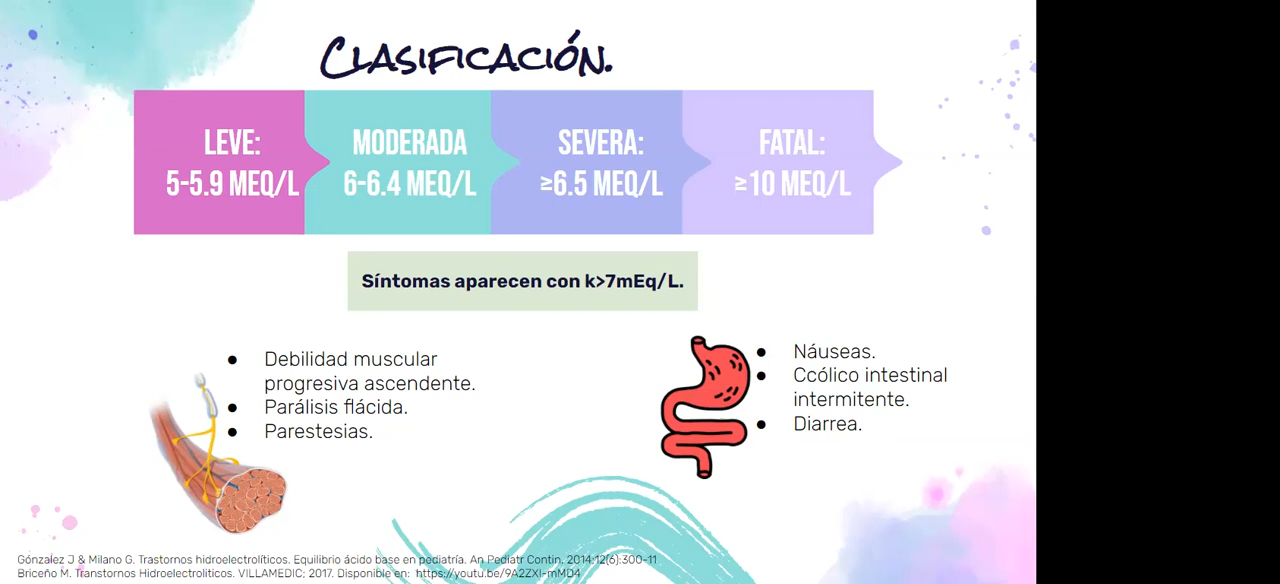 Clasificación.
LEVE:
5-5.9 MEQ/L
MODERADA
6-6.4 MEQ/L
SEVERA:
≥6.5 MEQ/L
FATAL:
≥10 MEQ/L
Síntomas aparecen con k>7mEq/L.
● Debilidad muscular
progresiva ascendente.
● Parálisis flácida.
● Parestesias.
● Náuseas.
● Ccólico intestinal
intermitente.
● Diarrea.
Gónzalez J & Milano G. Trastornos hidroelectrolíticos. Equilibrio ácido base en pediatría. An Pediatr Contin. 2014;12(6):300-11
Briceño M. Transtornos Hidroelectrolíticos. VILLAMEDIC; 2017. Disponible en: https://youtu.be/9A2ZXI-mMD4